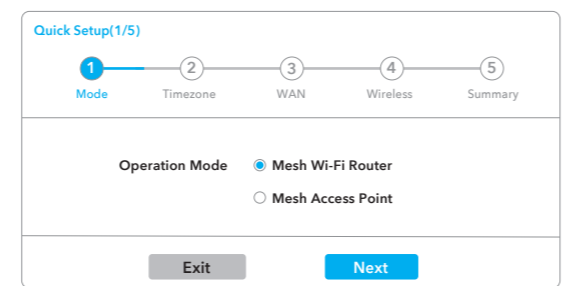 Quick Setup(1/5)
1 2 3 4 5
Mode Timezone WAN Wireless Summary
Operation Mode Mesh Wi-Fi Router
Mesh Access Point
Exit Next